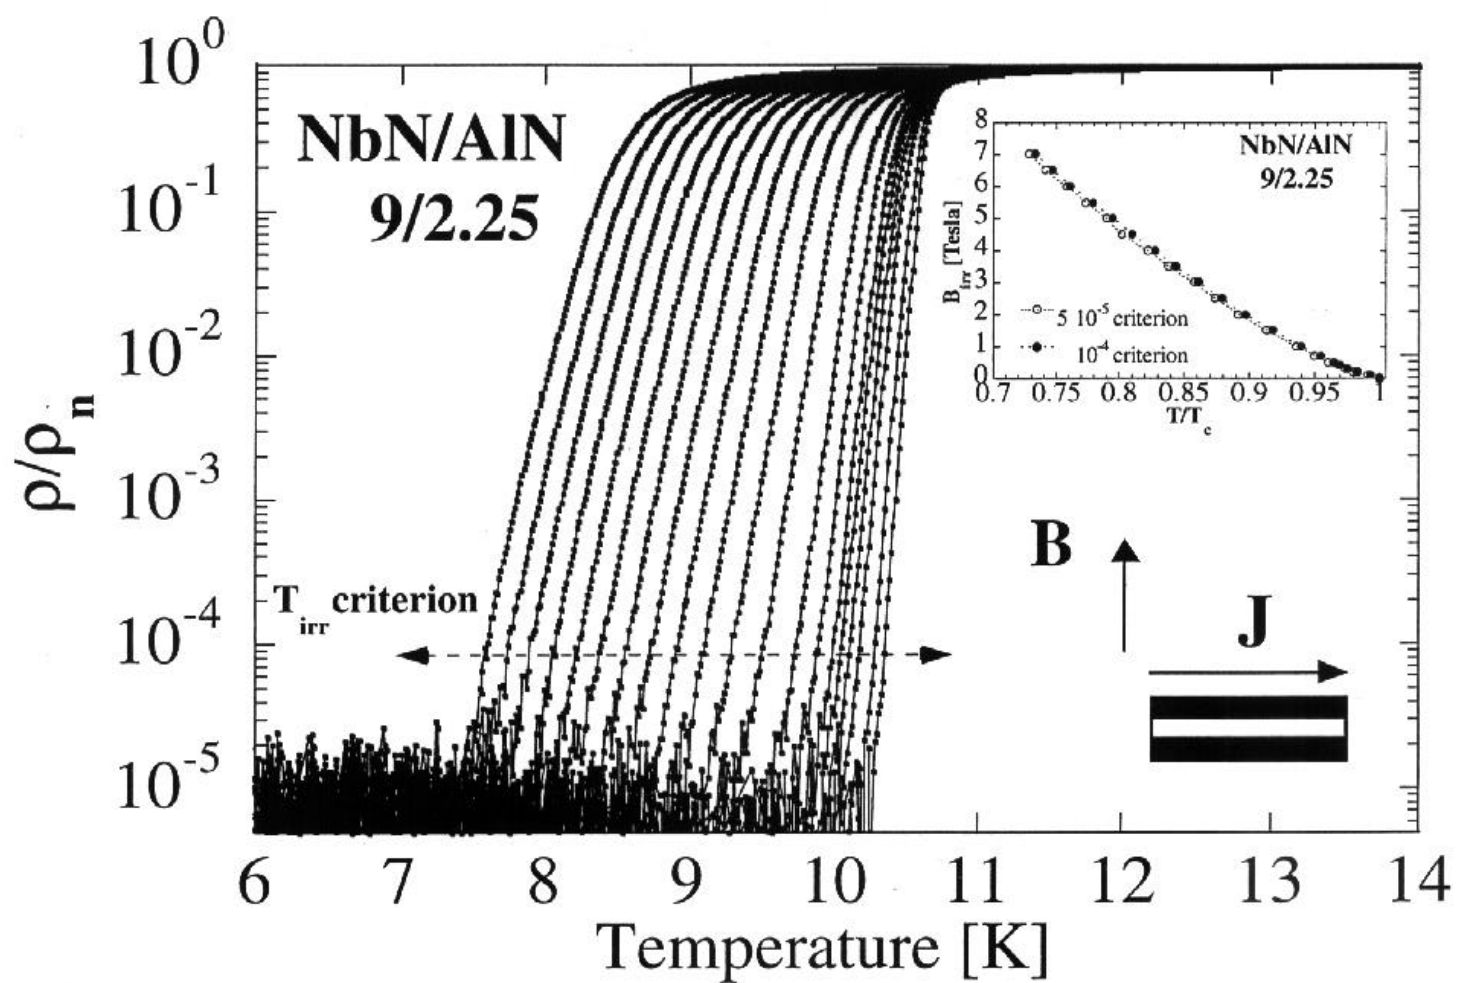 10^0
10^-1
10^-2
10^-3
10^-4
10^-5
ρ/ρ_n
NbN/AlN
9/2.25
T_irr criterion
8
7
6
5
4
3
2
1
0
B_irr [Tesla]
NbN/AlN
9/2.25
5 10^-5 criterion
10^-4 criterion
0.7 0.75 0.8 0.85 0.9 0.95 1
T/T_c
B
J
6 7 8 9 10 11 12 13 14
Temperature [K]